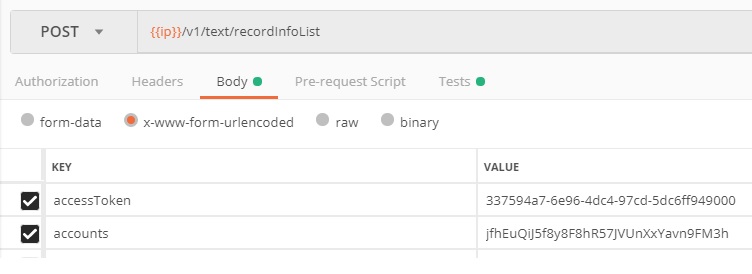 POST {{ip}}/v1/text/recordInfoList
Authorization Headers Body Pre-request Script Tests
form-data x-www-form-urlencoded raw binary
KEY VALUE
accessToken 337594a7-6e96-4dc4-97cd-5dc6ff949000
accounts jfhEuQiJ5f8y8F8hR57JVUnXxYavn9FM3h